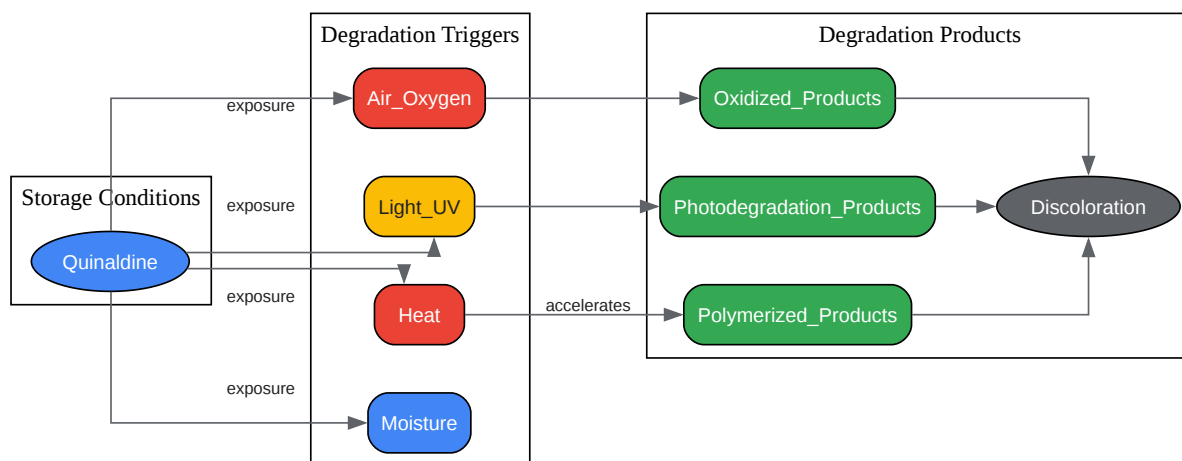 Degradation Triggers
Degradation Products
Air_Oxygen
Oxidized_Products
exposure
Storage Conditions
exposure
Light_UV
Photodegradation_Products
Discoloration
Quinaldine
exposure
Heat
accelerates
Polymerized_Products
exposure
Moisture